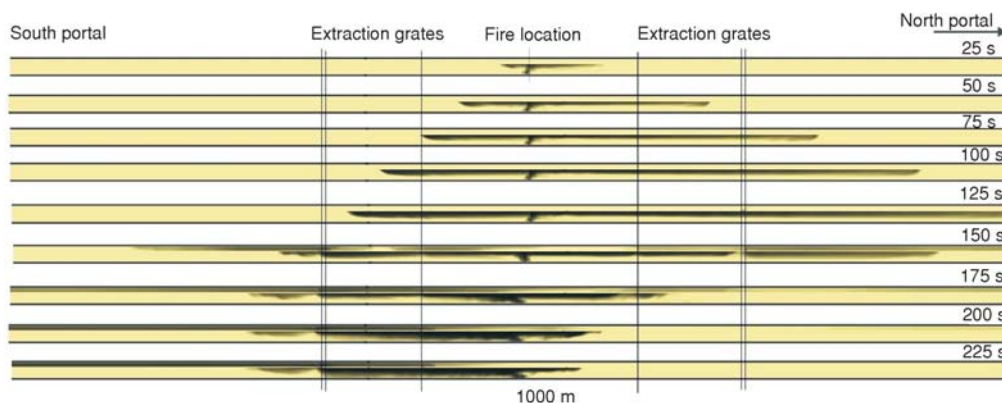 South portal Extraction grates Fire location Extraction grates North portal
25 s
50 s
75 s
100 s
125 s
150 s
175 s
200 s
225 s
1000 m